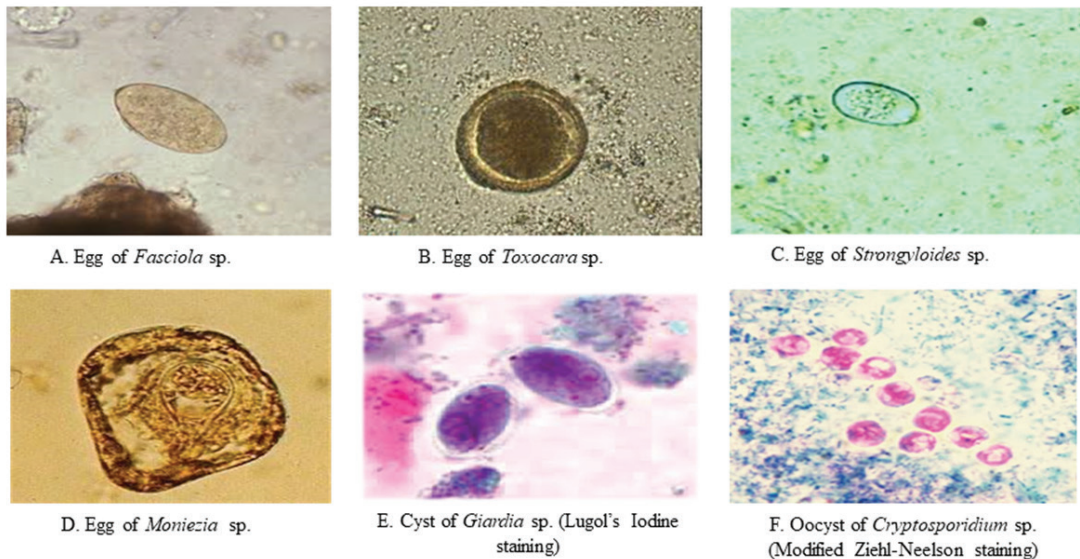 A. Egg of Fasciola sp.
B. Egg of Toxocara sp.
C. Egg of Strongyloides sp.
D. Egg of Moniezia sp.
E. Cyst of Giardia sp. (Lugol's Iodine
staining)
F. Oocyst of Cryptosporidium sp.
(Modified Ziehl-Neelson staining)